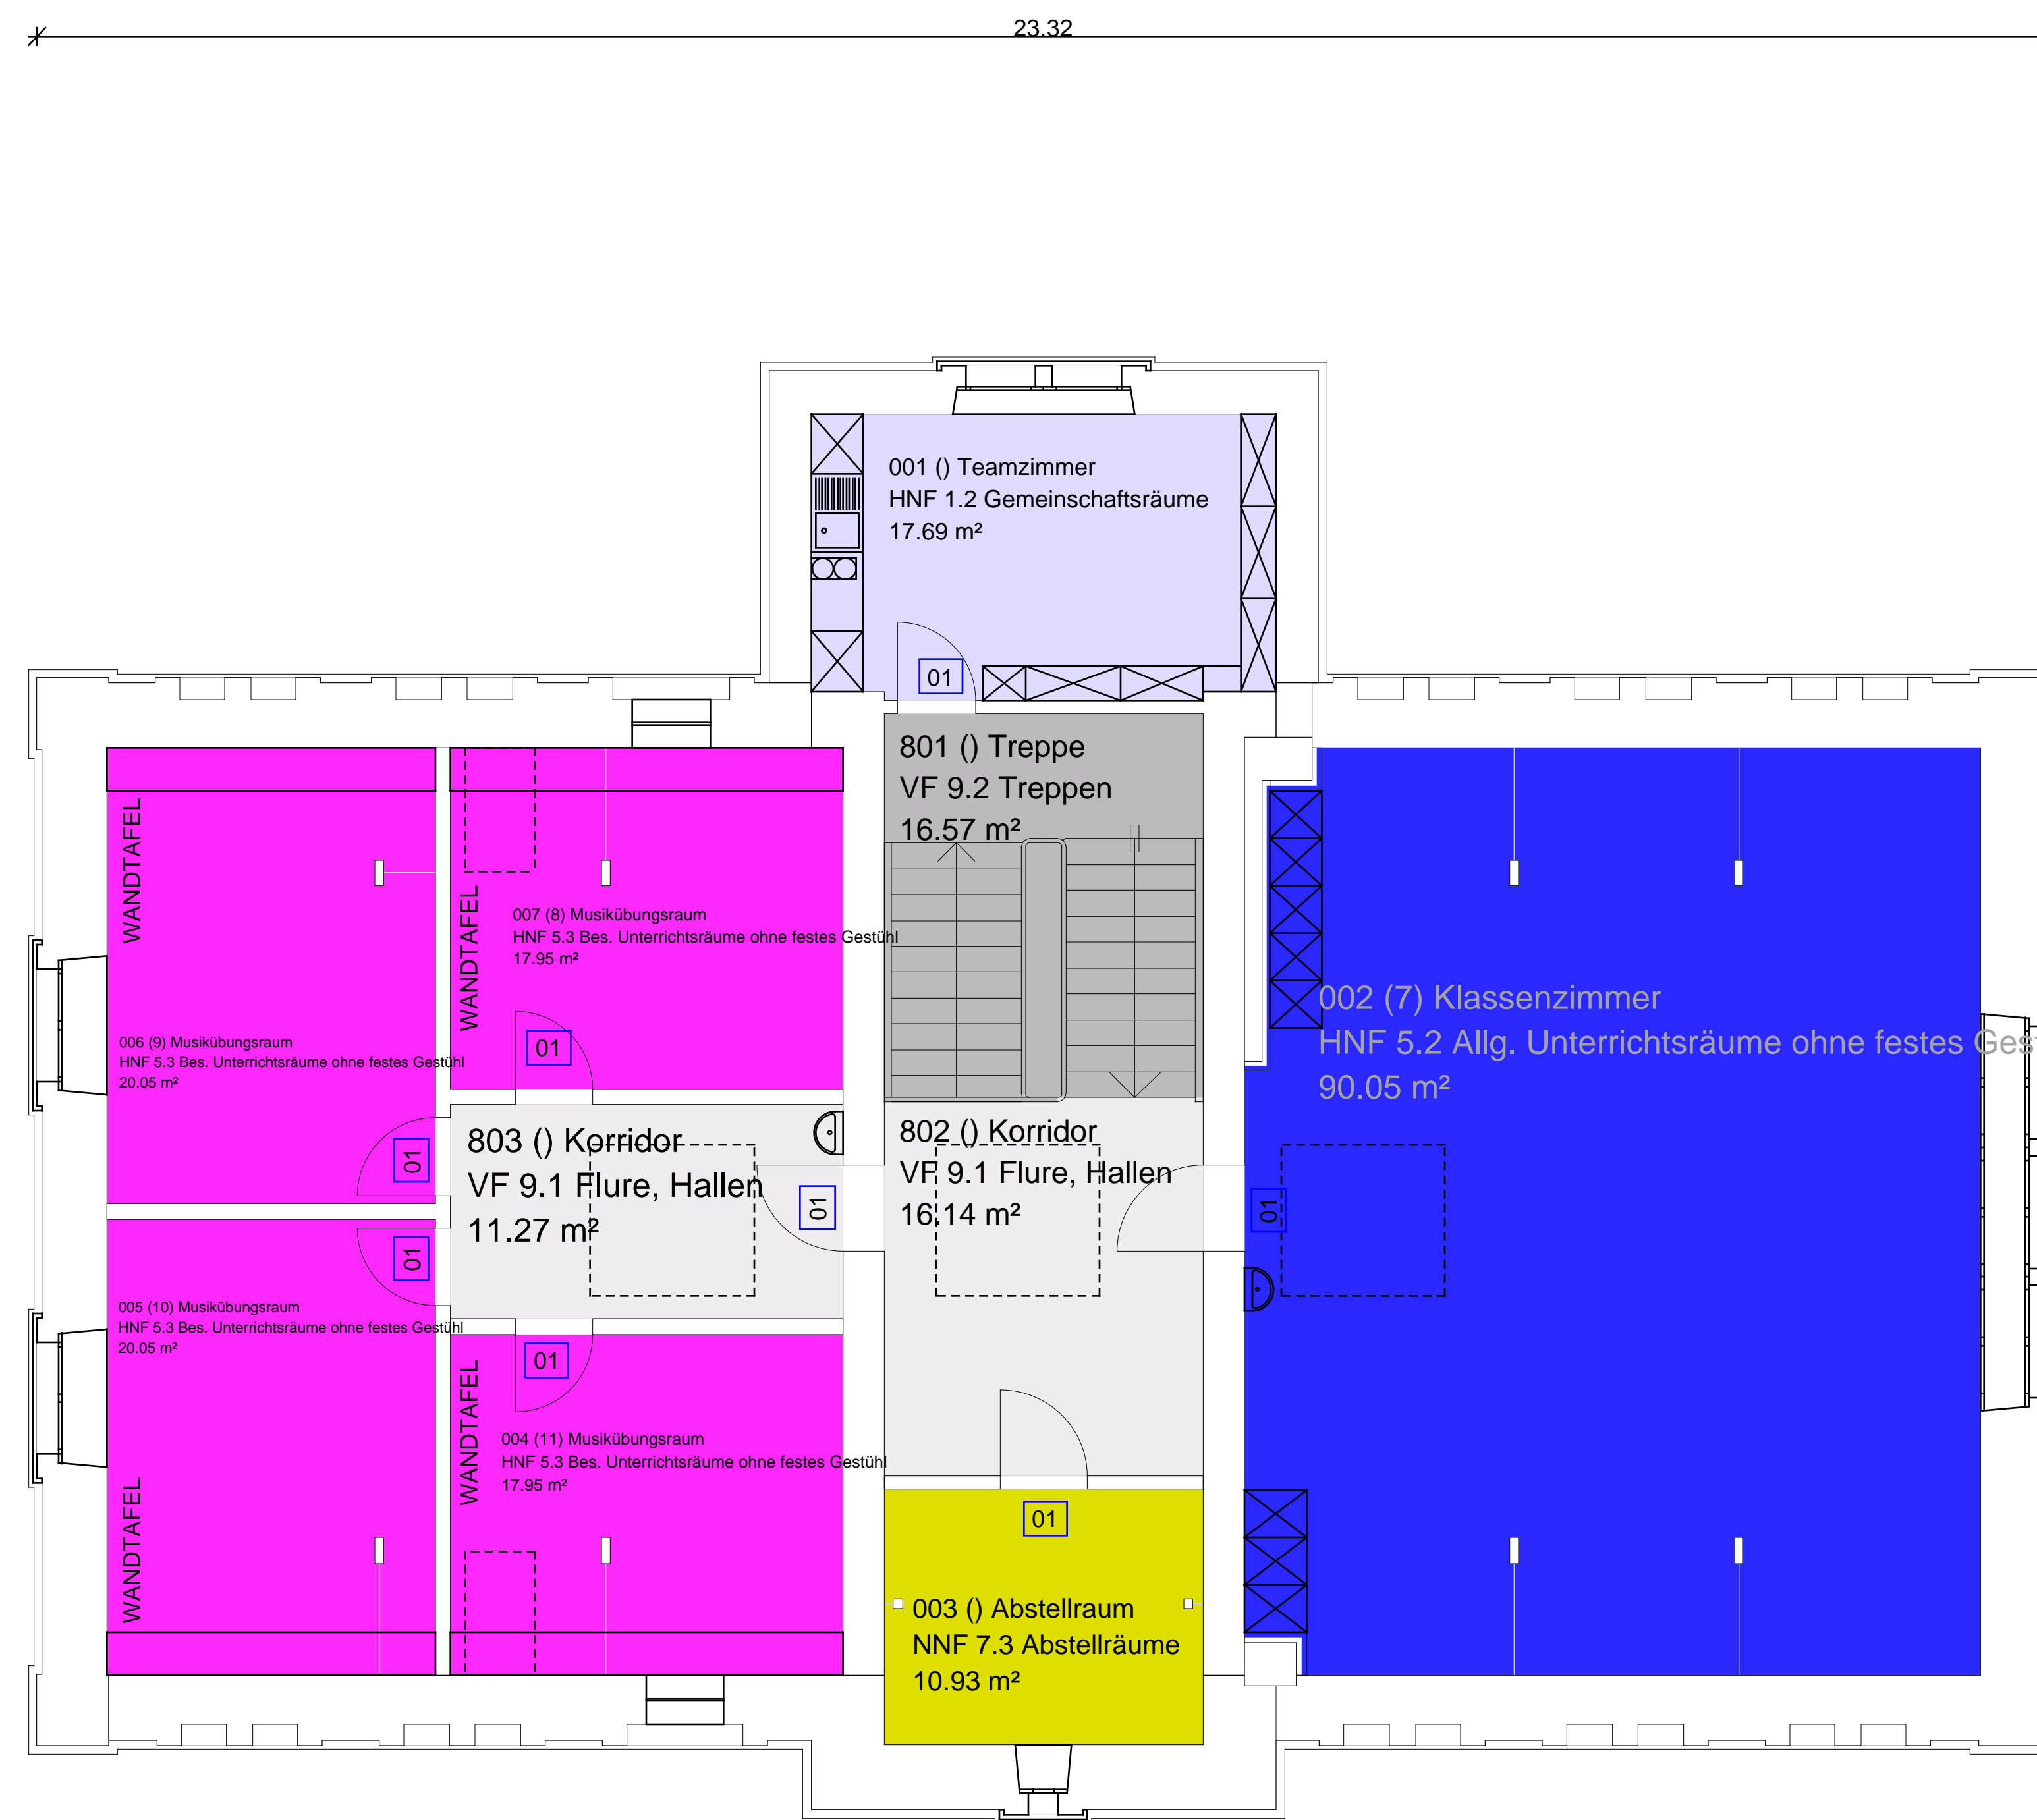 23.32
001 () Teamzimmer
HNF 1.2 Gemeinschaftsräume
17.69 m²
01
801 () Treppe
VF 9.2 Treppen
16.57 m²
WANDTAFEL
WANDTAFEL
007 (8) Musikübungsraum
HNF 5.3 Bes. Unterrichtsräume ohne festes Gestühl
17.95 m²
002 (7) Klassenzimmer
HNF 5.2 Allg. Unterrichtsräume ohne festes
90.05 m²
006 (9) Musikübungsraum
HNF 5.3 Bes. Unterrichtsräume ohne festes Gestühl
20.05 m²
01
803 () Korridor
VF 9.1 Flure, Hallen
11.27 m²
802 () Korridor
VF 9.1 Flure, Hallen
16.14 m²
01
01
01
01
005 (10) Musikübungsraum
HNF 5.3 Bes. Unterrichtsräume ohne festes Gestühl
20.05 m²
01
WANDTAFEL
WANDTAFEL
004 (11) Musikübungsraum
HNF 5.3 Bes. Unterrichtsräume ohne festes Gestühl
17.95 m²
01
003 () Abstellraum
NNF 7.3 Abstellräume
10.93 m²